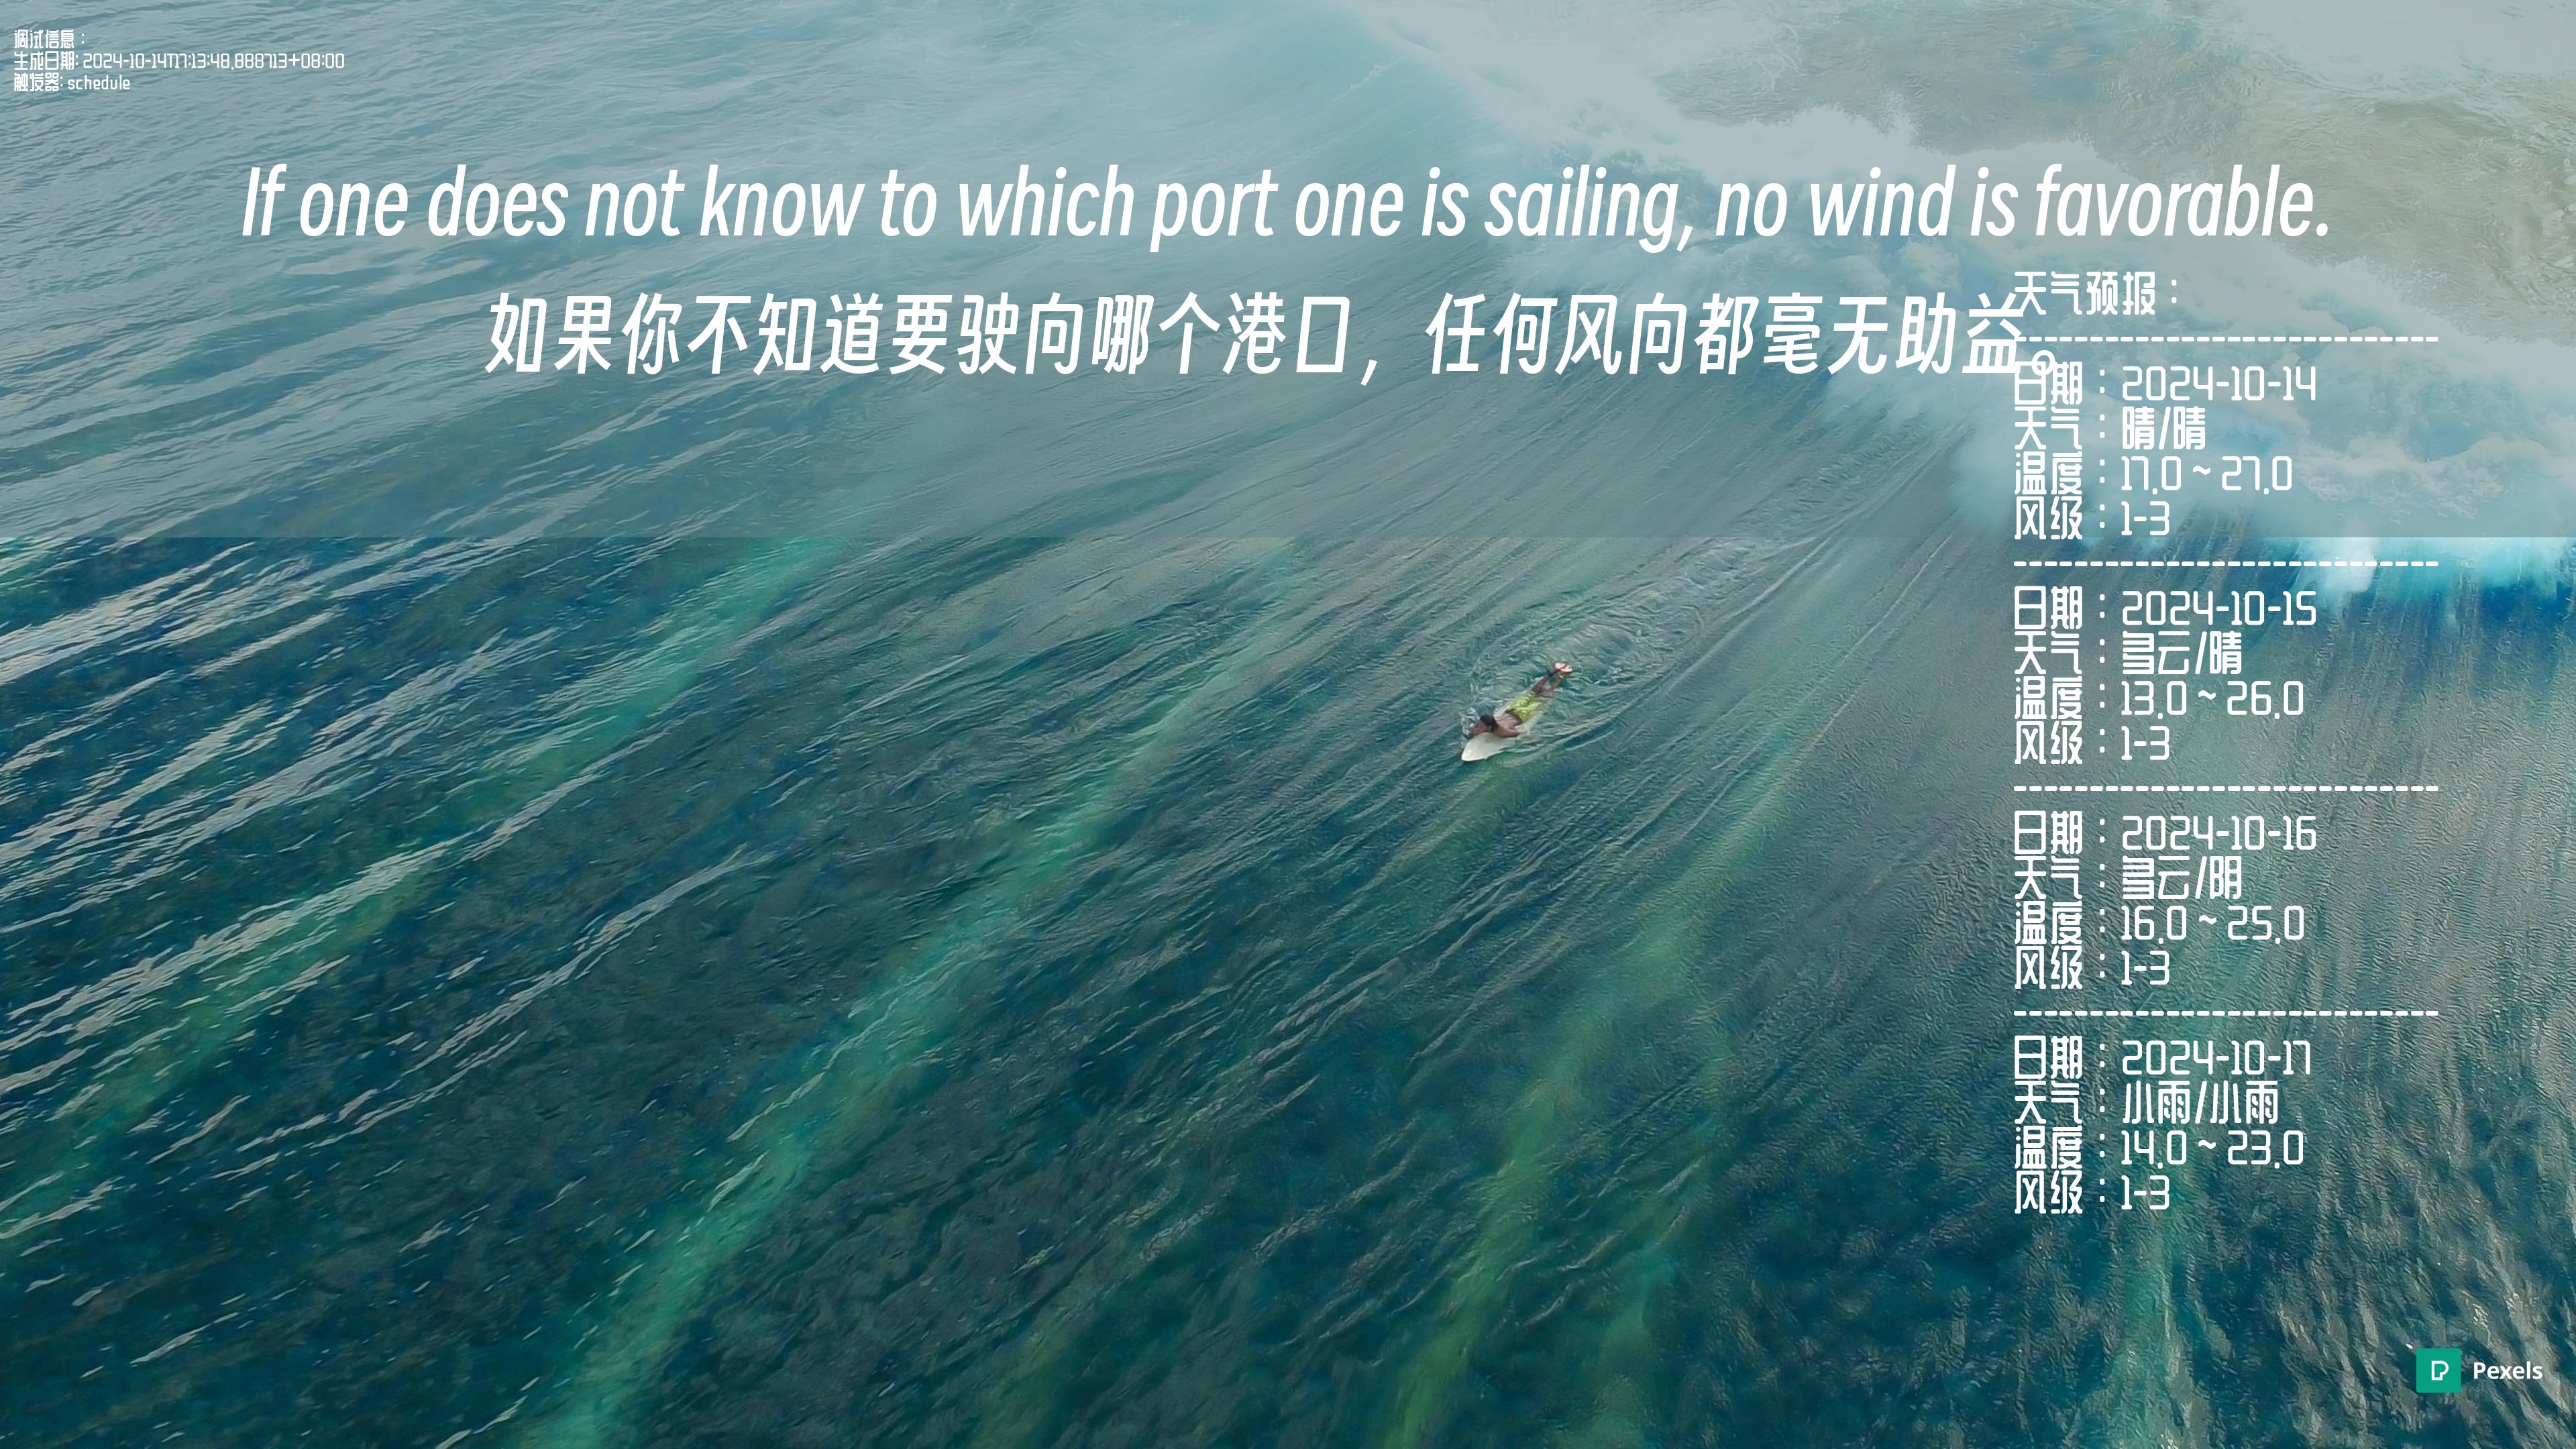 调试信息：
生成日期: 2024-10-14T17:13:48.888713+08:00
触发器: schedule
If one does not know to which port one is sailing, no wind is favorable.
如果你不知道要驶向哪个港口，任何风向都毫无助益。
天气预报：
----------------------------
日期：2024-10-14
天气：晴/晴
温度：17.0 ~ 27.0
风级：1-3
----------------------------
日期：2024-10-15
天气：多云/晴
温度：13.0 ~ 26.0
风级：1-3
----------------------------
日期：2024-10-16
天气：多云/阴
温度：16.0 ~ 25.0
风级：1-3
----------------------------
日期：2024-10-17
天气：小雨/小雨
温度：14.0 ~ 23.0
风级：1-3
Pexels